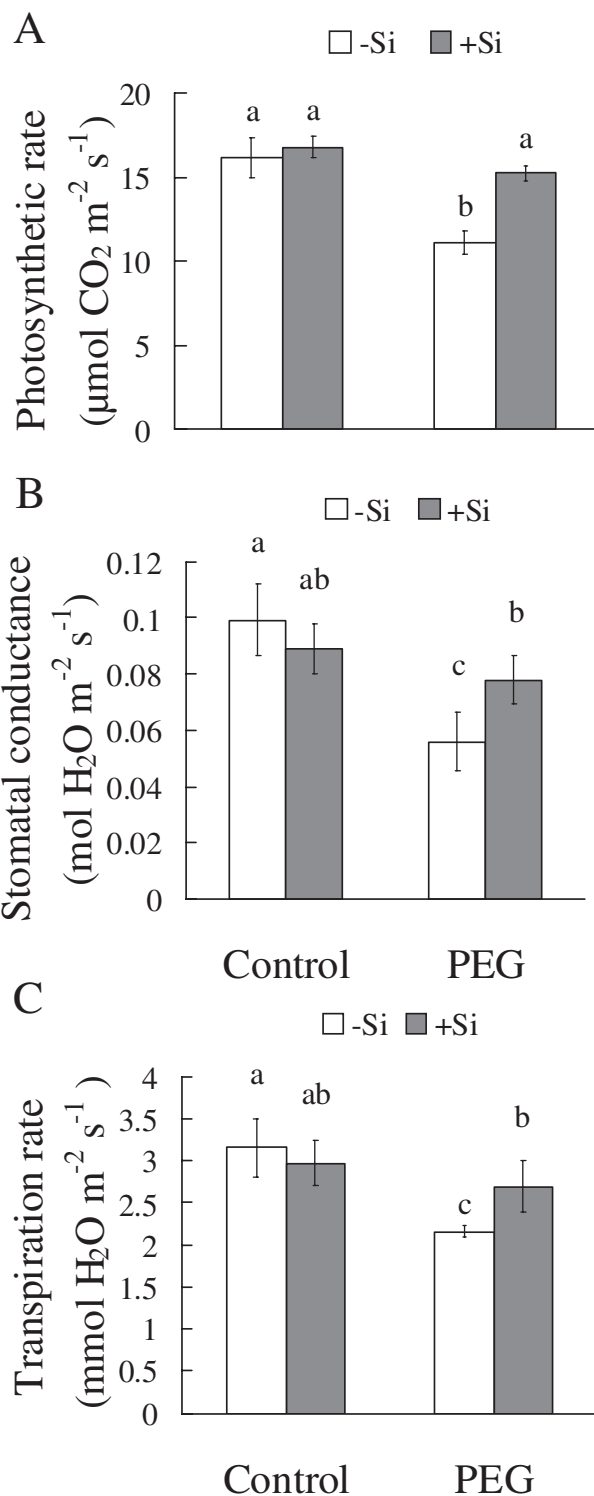 A
-Si +Si
Photosynthetic rate
(μmol CO₂ m⁻² s⁻¹)
20
15
10
5
0
a a b a
B
-Si +Si
Stomatal conductance
(mol H₂O m⁻² s⁻¹)
0.12
0.1
0.08
0.06
0.04
0.02
0
a ab c b
Control PEG
C
-Si +Si
Transpiration rate
(mmol H₂O m⁻² s⁻¹)
4
3.5
3
2.5
2
1.5
1
0.5
0
a ab c b
Control PEG